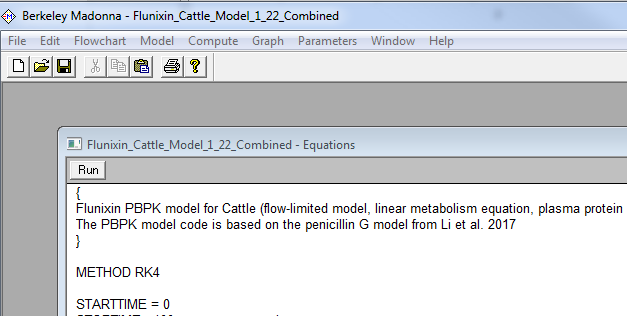 Berkeley Madonna - Flunixin_Cattle_Model_1_22_Combined
File Edit Flowchart Model Compute Graph Parameters Window Help
Flunixin_Cattle_Model_1_22_Combined - Equations
Run
{
Flunixin PBPK model for Cattle (flow-limited model, linear metabolism equation, plasma protein
The PBPK model code is based on the penicillin G model from Li et al. 2017
}
METHOD RK4
STARTTIME = 0